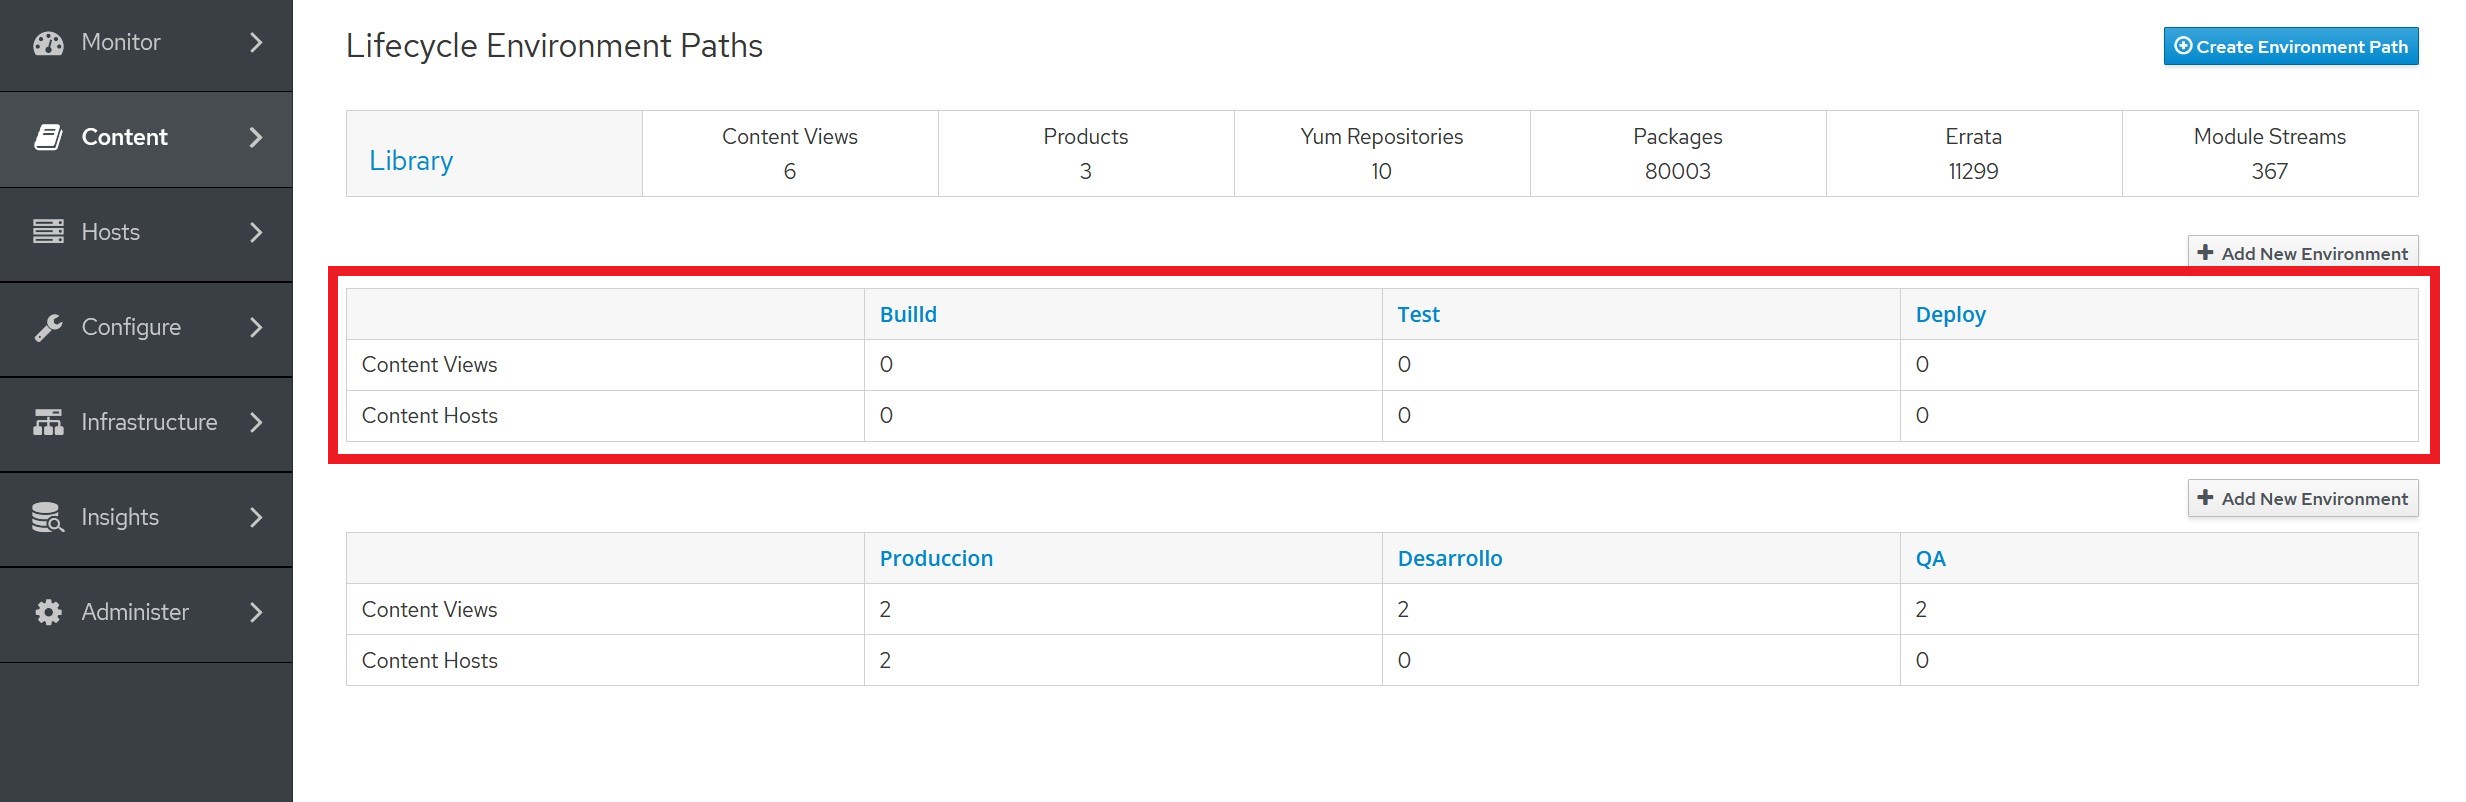 Monitor
Content
Hosts
Configure
Infrastructure
Insights
Administer
Lifecycle Environment Paths
Create Environment Path
Library
Content Views Products Yum Repositories Packages Errata Module Streams
6 3 10 80003 11299 367
Add New Environment
Builld Test Deploy
Content Views 0 0 0
Content Hosts 0 0 0
Add New Environment
Produccion Desarrollo QA
Content Views 2 2 2
Content Hosts 2 0 0